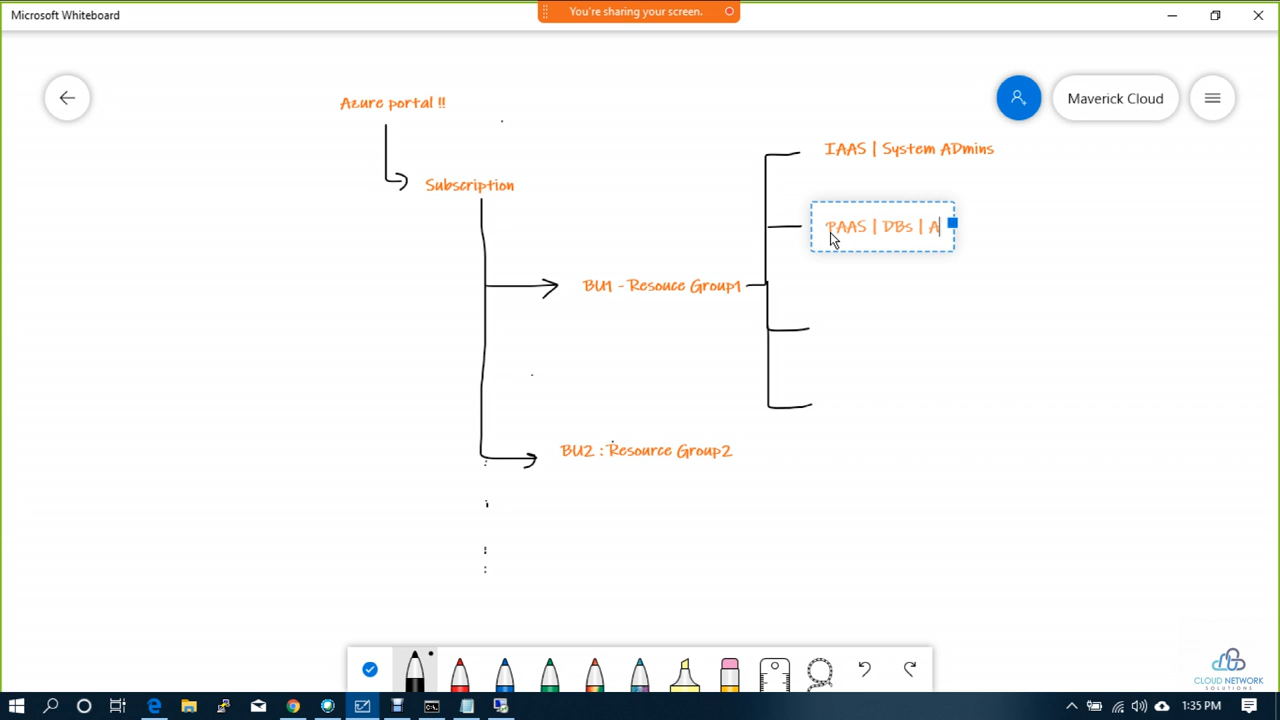 Microsoft Whiteboard
You're sharing your screen.
Azure portal !!
Maverick Cloud
IAAS | System ADmins
Subscription
PAAS | DBs | A
BU1 - Resouce Group1
BU2 : Resource Group2
CLOUD NETWORK
SOLUTIONS
1:35 PM